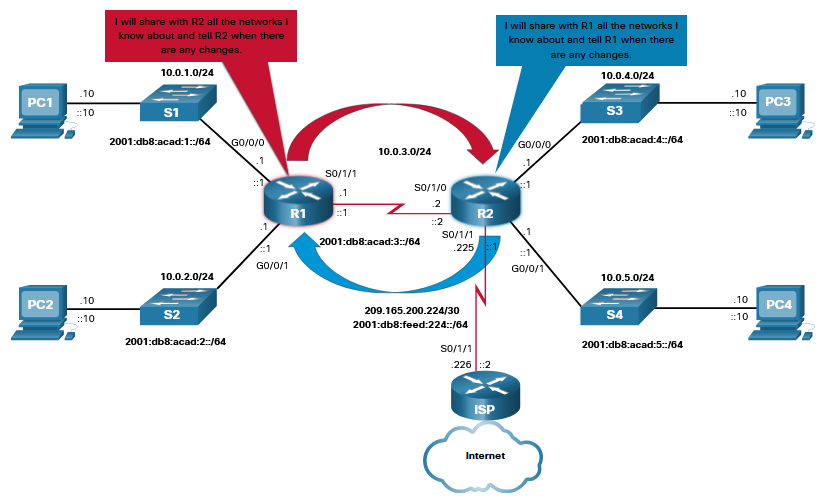 I will share with R2 all the networks I
know about and tell R2 when there
are any changes.
I will share with R1 all the networks I
know about and tell R1 when there
are any changes.
10.0.1.0/24
10.0.4.0/24
PC1
.10
::10
S1
S3
.10
::10
PC3
2001:db8:acad:1::/64
G0/0/0
10.0.3.0/24
G0/0/0
2001:db8:acad:4::/64
.1
::1
S0/1/1
.1
::1
R1
S0/1/0
.2
::2
R2
.1
::1
2001:db8:acad:3::/64
S0/1/1
.225
::1
.1
::1
G0/0/1
.1
::1
G0/0/1
10.0.2.0/24
10.0.5.0/24
PC2
.10
::10
S2
S4
.10
::10
PC4
209.165.200.224/30
2001:db8:feed:224::/64
2001:db8:acad:2::/64
2001:db8:acad:5::/64
S0/1/1
.226
::2
ISP
Internet